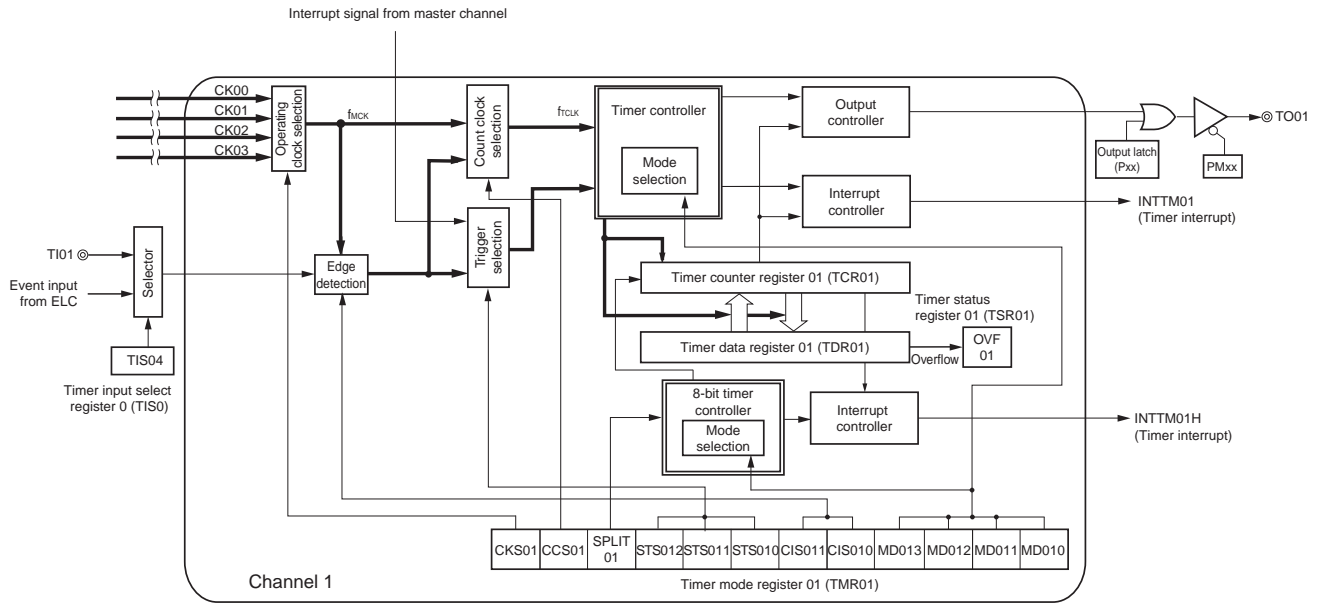 Interrupt signal from master channel
CK00
CK01
CK02
CK03
Operating
clock selection
fMCK
Count clock
selection
fTCLK
Timer controller
Mode
selection
Output
controller
Output latch
(Pxx)
PMxx
TO01
Interrupt
controller
INTTM01
(Timer interrupt)
Trigger
selection
TI01
Event input
from ELC
Selector
Edge
detection
TIS04
Timer input select
register 0 (TIS0)
Timer counter register 01 (TCR01)
Timer status
register 01 (TSR01)
Timer data register 01 (TDR01)
Overflow
OVF
01
8-bit timer
controller
Mode
selection
Interrupt
controller
INTTM01H
(Timer interrupt)
CKS01
CCS01
SPLIT
01
STS012
STS011
STS010
CIS011
CIS010
MD013
MD012
MD011
MD010
Channel 1
Timer mode register 01 (TMR01)